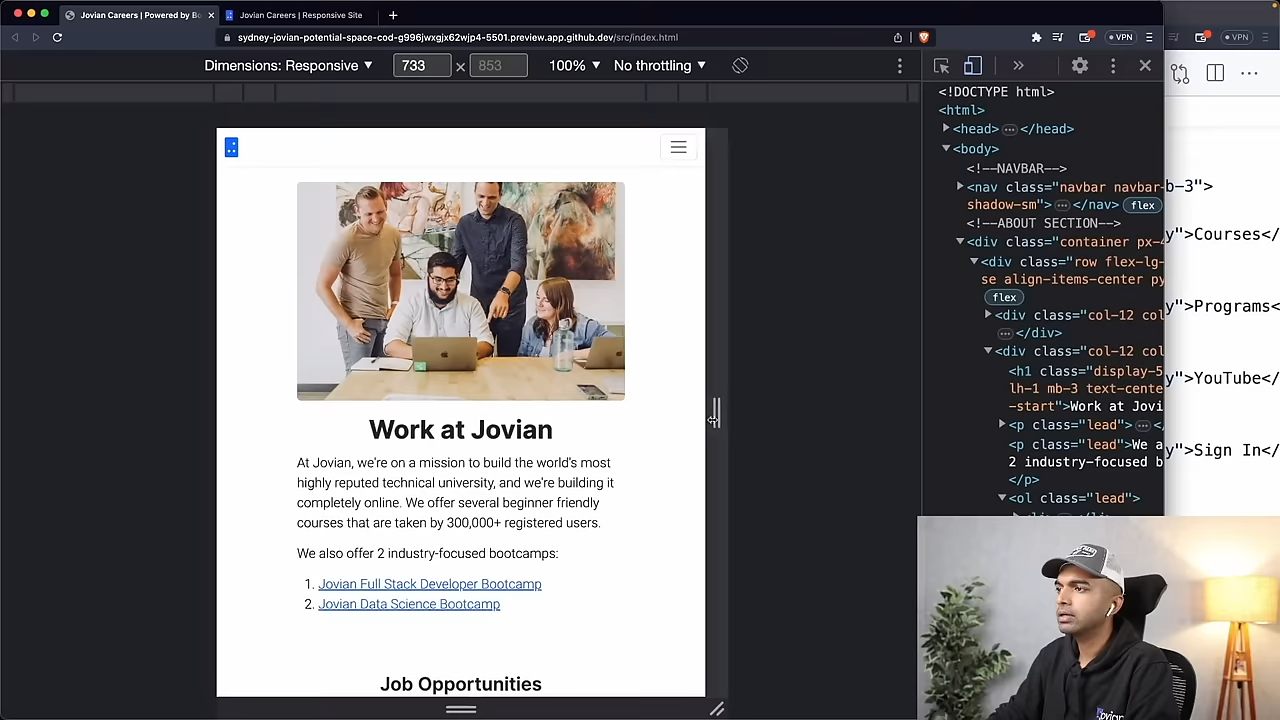 Jovian Careers | Powered by Bo
Jovian Careers | Responsive Site
sydney-jovian-potential-space-cod-g996jwxgjx62wjp4-5501.preview.app.github.dev/src/index.html
VPN
VPN
Dimensions: Responsive
733
×
853
100%
No throttling
<!DOCTYPE html>
<html>
<head> </head>
<body>
<!--NAVBAR-->
<nav class="navbar navbar-
shadow-sm"> </nav> flex
<!--ABOUT SECTION-->
<div class="container px-
<div class="row flex-lg-
se align-items-center py
flex
<div class="col-12 col
</div>
<div class="col-12 col
<h1 class="display-5
lh-1 mb-3 text-cente
-start">Work at Jovi
<p class="lead"> </
<p class="lead">We a
2 industry-focused b
</p>
<ol class="lead">
b-3">
y">Courses</
y">Programs<
y">YouTube</
y">Sign In</
Work at Jovian
At Jovian, we're on a mission to build the world's most
highly reputed technical university, and we're building it
completely online. We offer several beginner friendly
courses that are taken by 300,000+ registered users.
We also offer 2 industry-focused bootcamps:
1. Jovian Full Stack Developer Bootcamp
2. Jovian Data Science Bootcamp
Job Opportunities